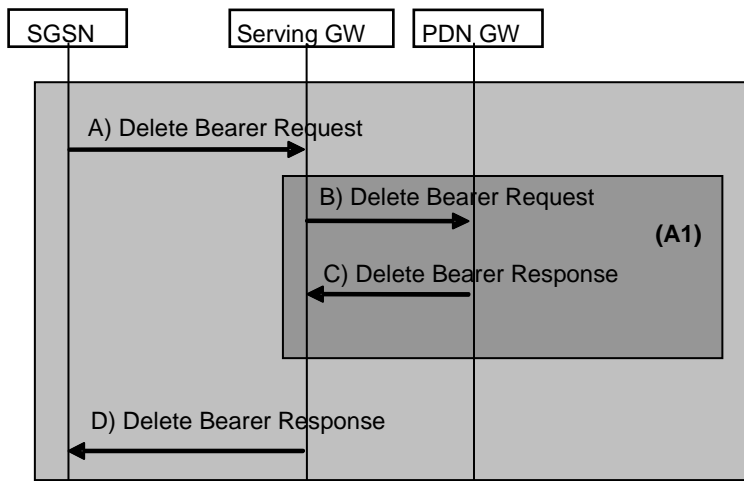 SGSN
Serving GW
PDN GW
A) Delete Bearer Request
B) Delete Bearer Request
(A1)
C) Delete Bearer Response
D) Delete Bearer Response